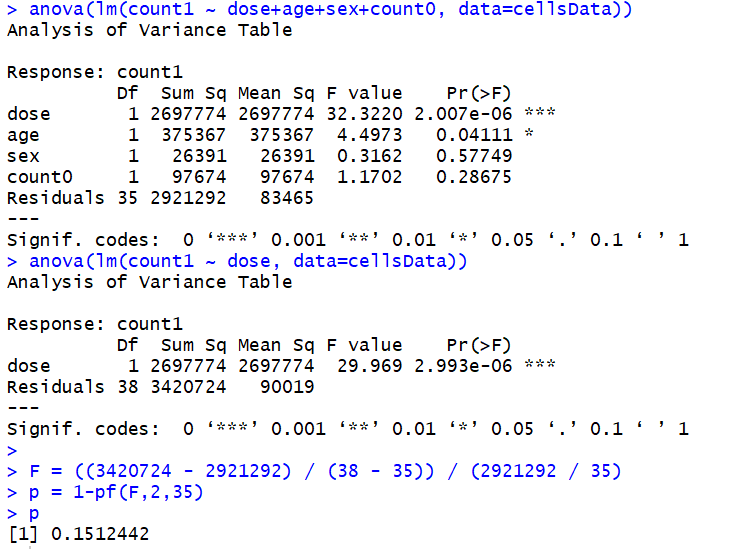 > anova(lm(count1 ~ dose+age+sex+count0, data=cellsData))
Analysis of Variance Table

Response: count1
          Df  Sum Sq Mean Sq F value    Pr(>F)
dose       1 2697774 2697774 32.3220 2.007e-06 ***
age        1  375367  375367  4.4973   0.04111 *
sex        1   26391   26391  0.3162   0.57749
count0     1   97674   97674  1.1702   0.28675
Residuals 35 2921292   83465
---
Signif. codes:  0 ‘***’ 0.001 ‘**’ 0.01 ‘*’ 0.05 ‘.’ 0.1 ‘ ’ 1
> anova(lm(count1 ~ dose, data=cellsData))
Analysis of Variance Table

Response: count1
          Df  Sum Sq Mean Sq F value    Pr(>F)
dose       1 2697774 2697774  29.969 2.993e-06 ***
Residuals 38 3420724   90019
---
Signif. codes:  0 ‘***’ 0.001 ‘**’ 0.01 ‘*’ 0.05 ‘.’ 0.1 ‘ ’ 1
>
> F = ((3420724 - 2921292) / (38 - 35)) / (2921292 / 35)
> p = 1-pf(F,2,35)
> p
[1] 0.1512442